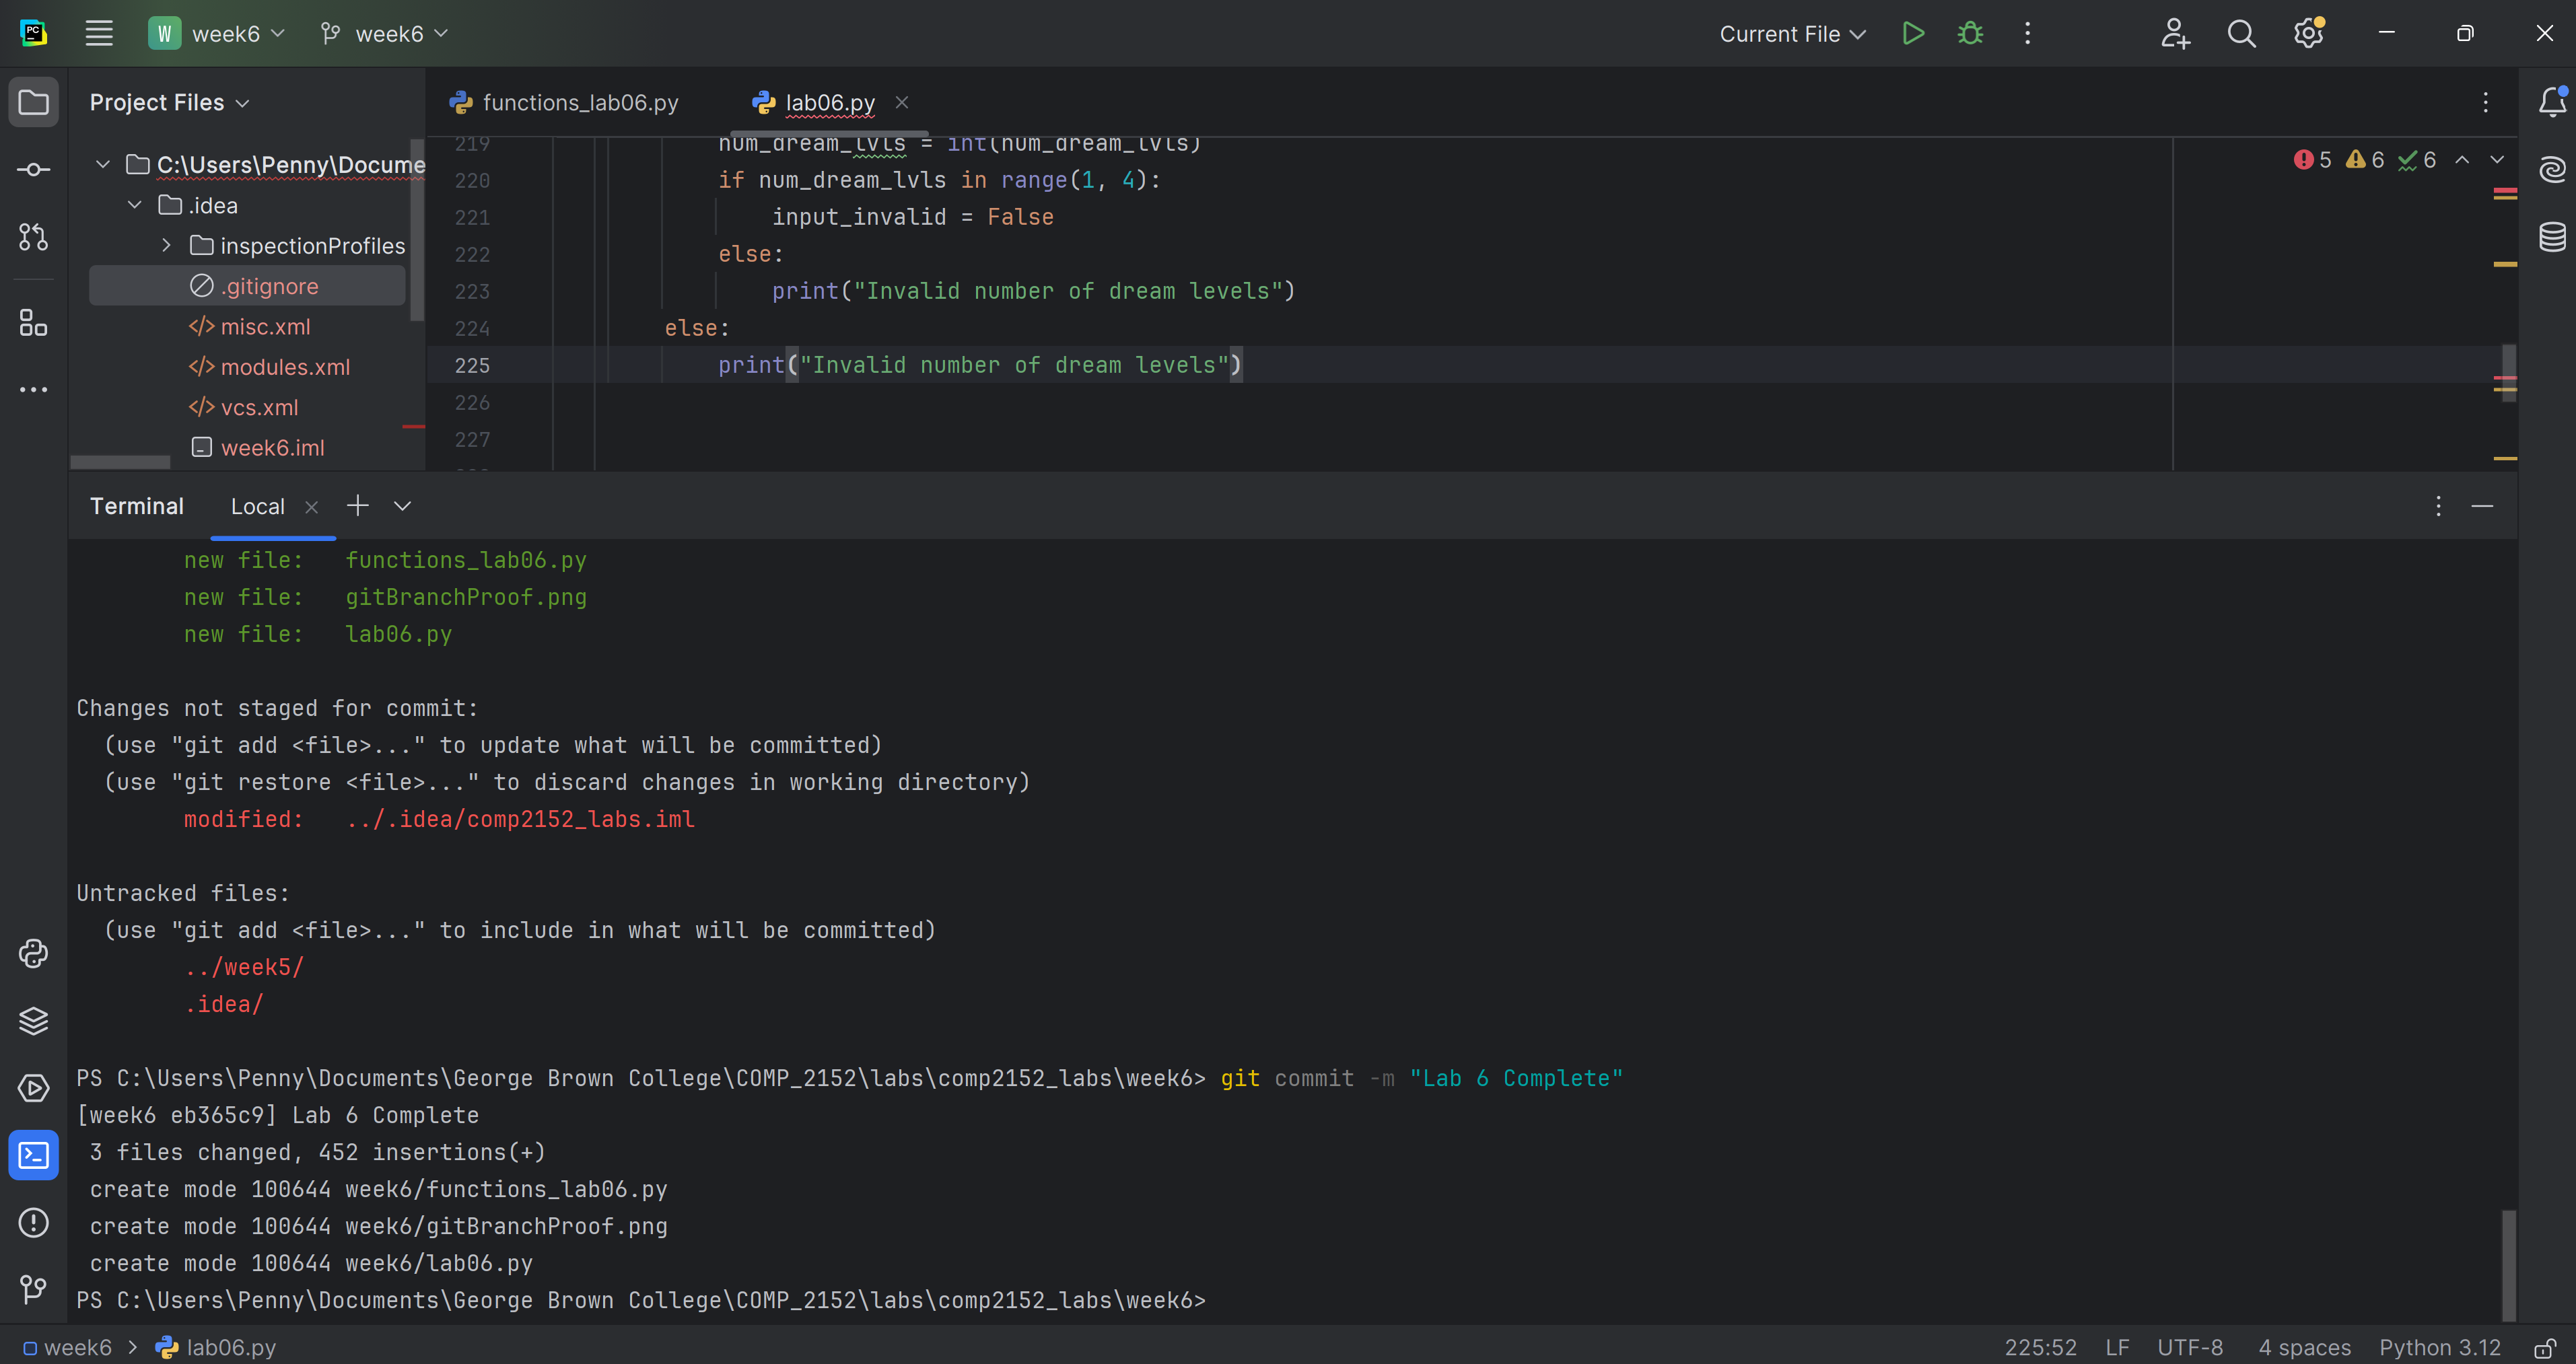 PC
W week6 week6 Current File
Project Files
C:\Users\Penny\Docume
.idea
inspectionProfiles
.gitignore
</> misc.xml
</> modules.xml
</> vcs.xml
week6.iml
functions_lab06.py lab06.py
5 6 6
219 num_dream_lvls = int(num_dream_lvls)
220 if num_dream_lvls in range(1, 4):
221 input_invalid = False
222 else:
223 print("Invalid number of dream levels")
224 else:
225 print("Invalid number of dream levels")
226
227
Terminal Local
new file: functions_lab06.py
new file: gitBranchProof.png
new file: lab06.py
Changes not staged for commit:
(use "git add <file>..." to update what will be committed)
(use "git restore <file>..." to discard changes in working directory)
modified: ../.idea/comp2152_labs.iml
Untracked files:
(use "git add <file>..." to include in what will be committed)
../week5/
.idea/
PS C:\Users\Penny\Documents\George Brown College\COMP_2152\labs\comp2152_labs\week6> git commit -m "Lab 6 Complete"
[week6 eb365c9] Lab 6 Complete
3 files changed, 452 insertions(+)
create mode 100644 week6/functions_lab06.py
create mode 100644 week6/gitBranchProof.png
create mode 100644 week6/lab06.py
PS C:\Users\Penny\Documents\George Brown College\COMP_2152\labs\comp2152_labs\week6>
week6 > lab06.py 225:52 LF UTF-8 4 spaces Python 3.12